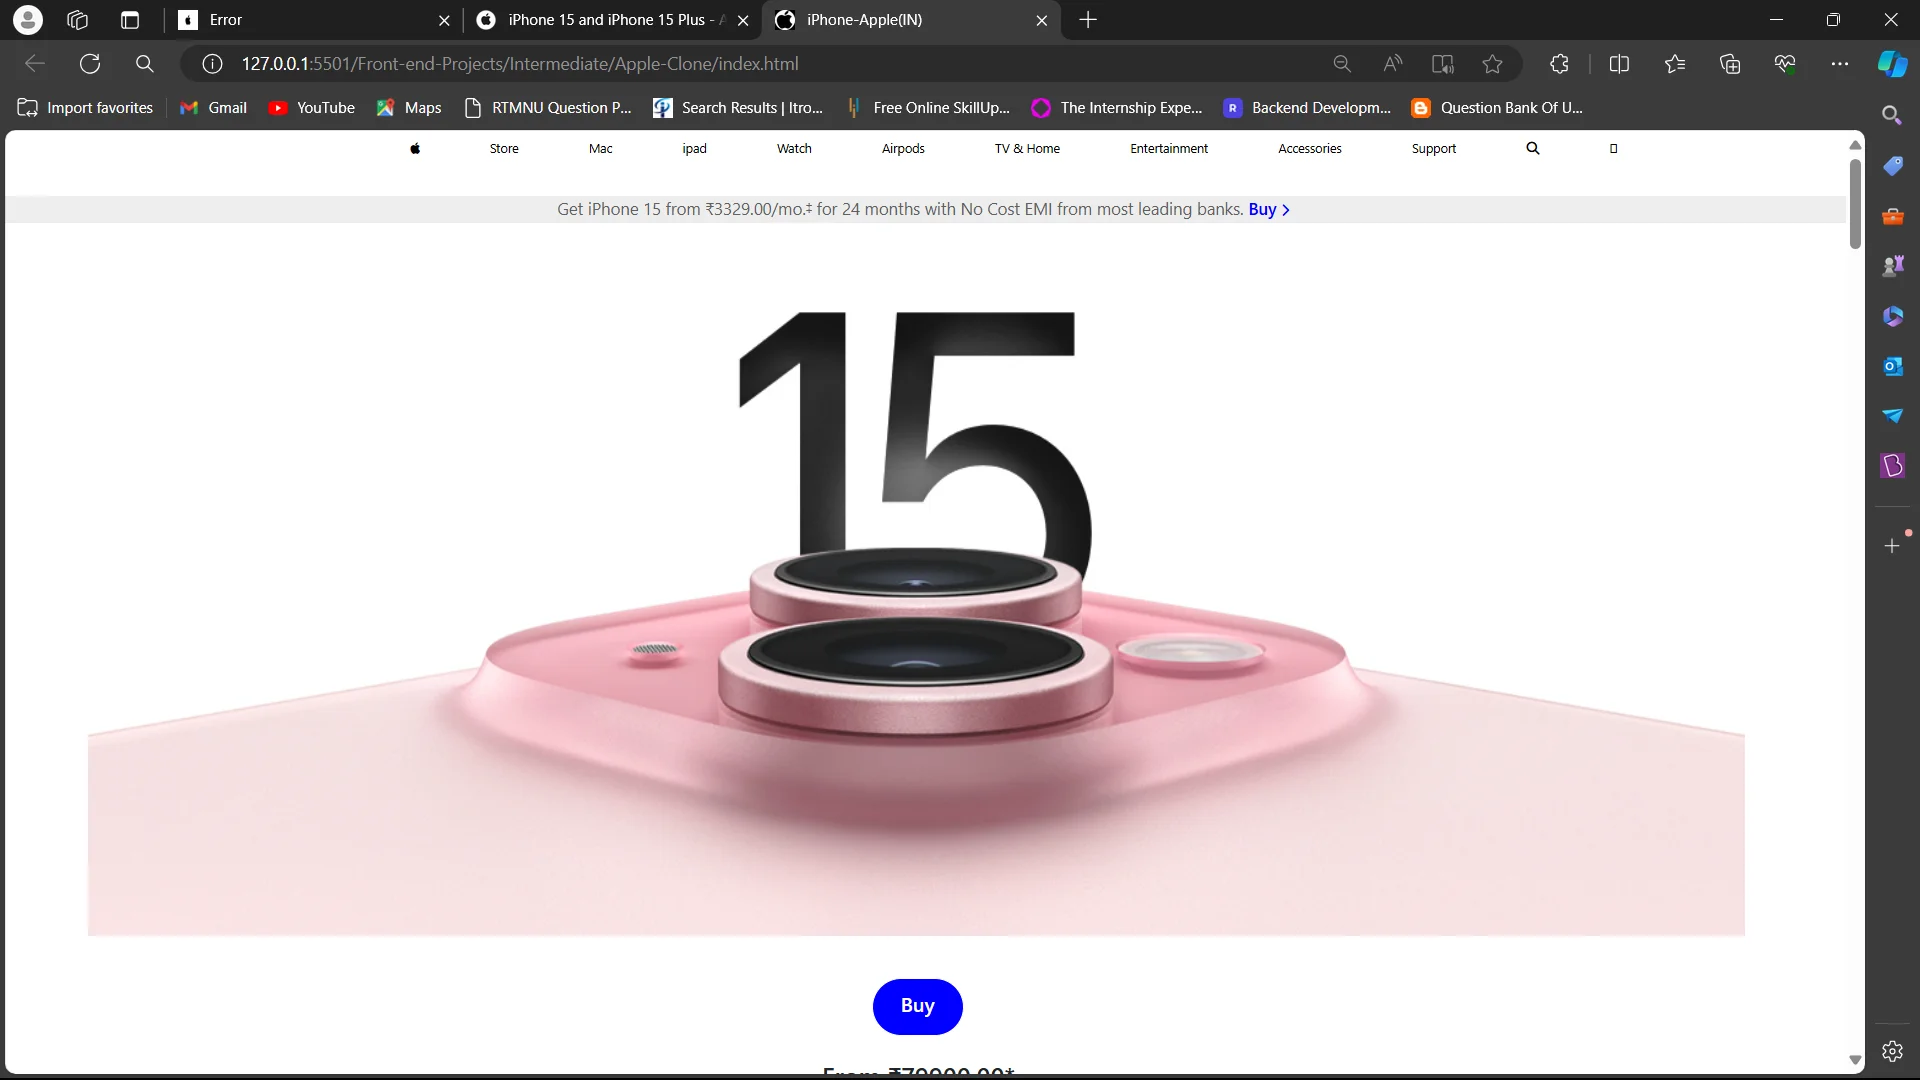 Error
iPhone 15 and iPhone 15 Plus - A
iPhone-Apple(IN)
127.0.0.1:5501/Front-end-Projects/Intermediate/Apple-Clone/index.html
Import favorites Gmail YouTube Maps RTMNU Question P... Search Results | Itro... Free Online SkillUp... The Internship Expe... Backend Developm... Question Bank Of U...
Store Mac ipad Watch Airpods TV & Home Entertainment Accessories Support
Get iPhone 15 from ₹3329.00/mo.‡ for 24 months with No Cost EMI from most leading banks. Buy >
15
Buy
From ₹79900.00*